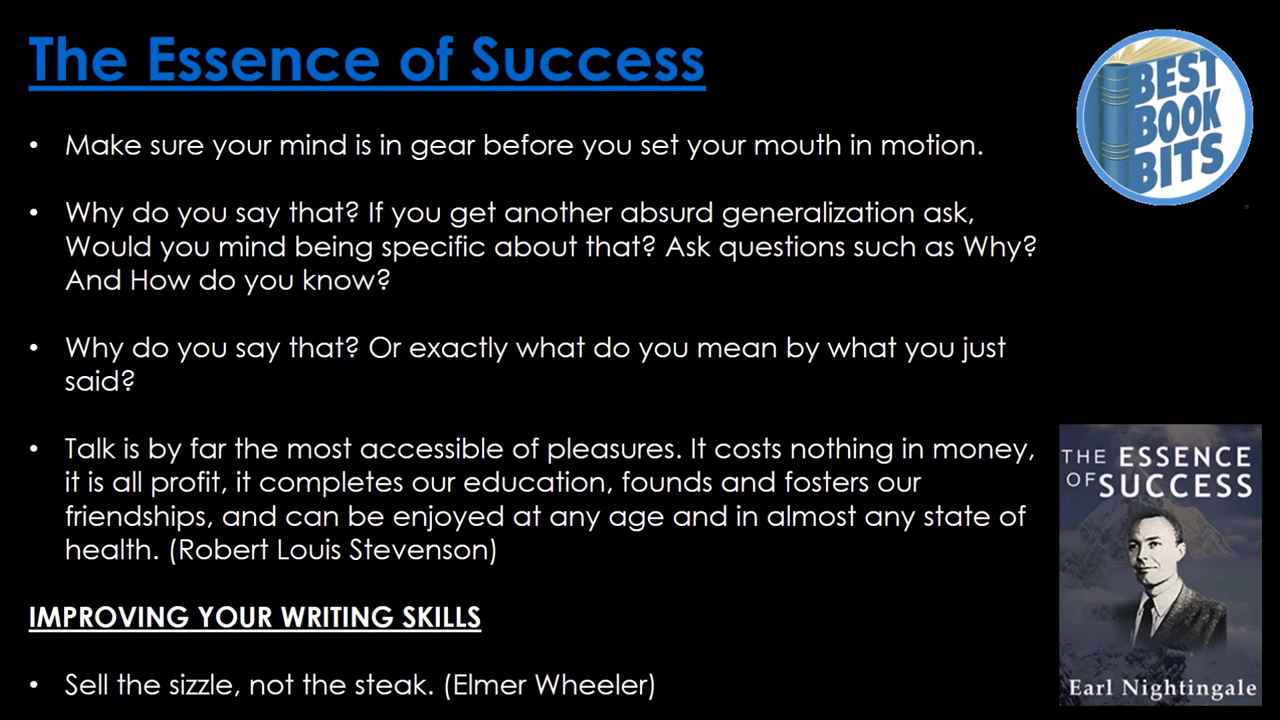 The Essence of Success
BEST
BOOK
BITS
• Make sure your mind is in gear before you set your mouth in motion.
• Why do you say that? If you get another absurd generalization ask,
Would you mind being specific about that? Ask questions such as Why?
And How do you know?
• Why do you say that? Or exactly what do you mean by what you just
said?
• Talk is by far the most accessible of pleasures. It costs nothing in money,
it is all profit, it completes our education, founds and fosters our
friendships, and can be enjoyed at any age and in almost any state of
health. (Robert Louis Stevenson)
IMPROVING YOUR WRITING SKILLS
• Sell the sizzle, not the steak. (Elmer Wheeler)
THE ESSENCE
OF SUCCESS
Earl Nightingale